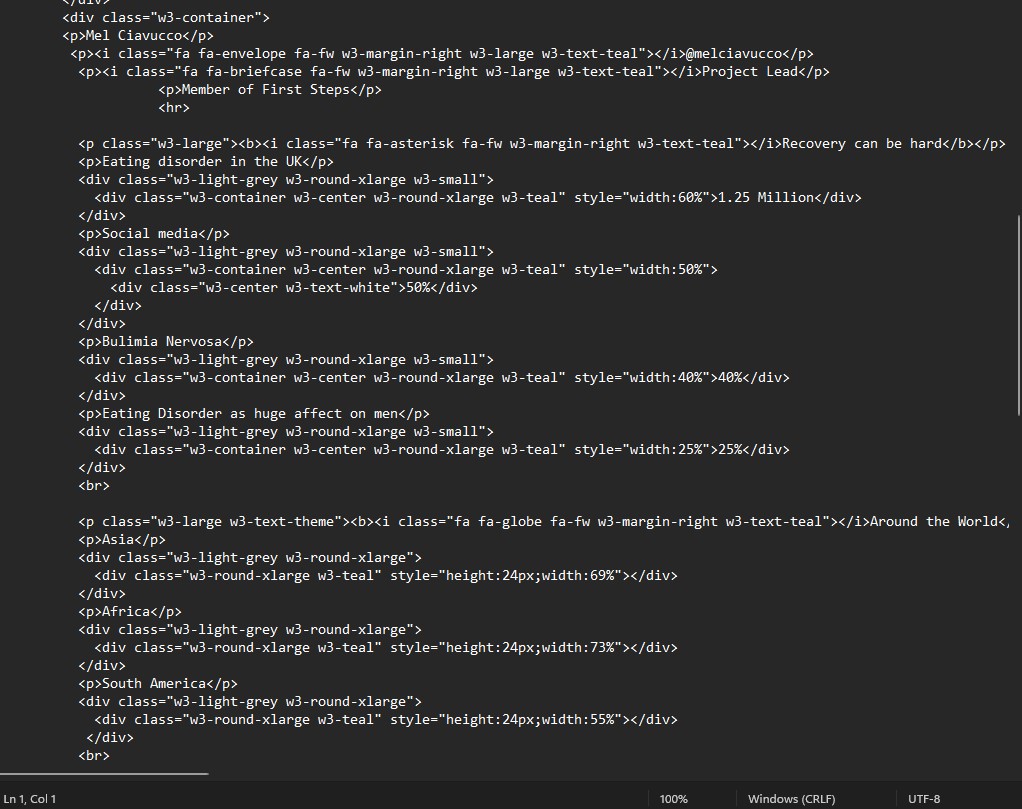 </div>
<div class="w3-container">
<p>Mel Ciavucco</p>
<p><i class="fa fa-envelope fa-fw w3-margin-right w3-large w3-text-teal"></i>@melciavucco</p>
<p><i class="fa fa-briefcase fa-fw w3-margin-right w3-large w3-text-teal"></i>Project Lead</p>
<p>Member of First Steps</p>
<hr>
<p class="w3-large"><b><i class="fa fa-asterisk fa-fw w3-margin-right w3-text-teal"></i>Recovery can be hard</b></p>
<p>Eating disorder in the UK</p>
<div class="w3-light-grey w3-round-xlarge w3-small">
<div class="w3-container w3-center w3-round-xlarge w3-teal" style="width:60%">1.25 Million</div>
</div>
<p>Social media</p>
<div class="w3-light-grey w3-round-xlarge w3-small">
<div class="w3-container w3-center w3-round-xlarge w3-teal" style="width:50%">
<div class="w3-center w3-text-white">50%</div>
</div>
</div>
<p>Bulimia Nervosa</p>
<div class="w3-light-grey w3-round-xlarge w3-small">
<div class="w3-container w3-center w3-round-xlarge w3-teal" style="width:40%">40%</div>
</div>
<p>Eating Disorder as huge affect on men</p>
<div class="w3-light-grey w3-round-xlarge w3-small">
<div class="w3-container w3-center w3-round-xlarge w3-teal" style="width:25%">25%</div>
</div>
<br>
<p class="w3-large w3-text-theme"><b><i class="fa fa-globe fa-fw w3-margin-right w3-text-teal"></i>Around the World</
<p>Asia</p>
<div class="w3-light-grey w3-round-xlarge">
<div class="w3-round-xlarge w3-teal" style="height:24px;width:69%"></div>
</div>
<p>Africa</p>
<div class="w3-light-grey w3-round-xlarge">
<div class="w3-round-xlarge w3-teal" style="height:24px;width:73%"></div>
</div>
<p>South America</p>
<div class="w3-light-grey w3-round-xlarge">
<div class="w3-round-xlarge w3-teal" style="height:24px;width:55%"></div>
</div>
<br>
Ln 1, Col 1 100% Windows (CRLF) UTF-8